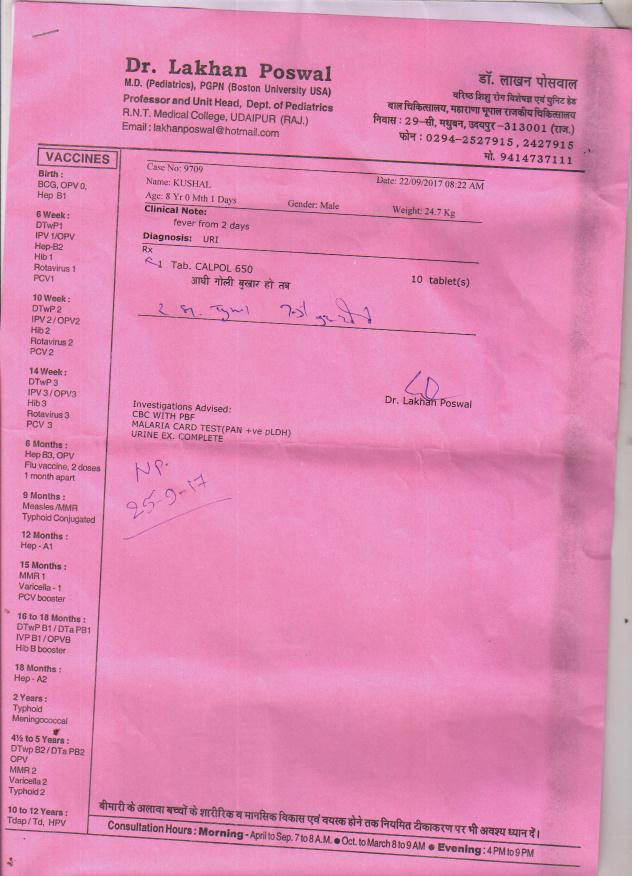 Dr. Lakhan Poswal
M.D. (Pediatrics), PGPN (Boston University USA)
Professor and Unit Head, Dept. of Pediatrics
R.N.T. Medical College, UDAIPUR (RAJ.)
Email : lakhanposwal@hotmail.com
डॉ. लाखन पोसवाल
वरिष्ठ शिशु रोग विशेषज्ञ एवं युनिट हेड
बाल चिकित्सालय, महाराणा भूपाल राजकीय चिकित्सालय
निवास : 29-सी, मधुबन, उदयपुर-313001 (राज.)
फोन : 0294-2527915, 2427915
मो. 9414737111
VACCINES
Birth :
BCG, OPV 0,
Hep B1
6 Week :
DTwP1
IPV 1/OPV
Hep-B2
Hib 1
Rotavirus 1
PCV1
10 Week :
DTwP 2
IPV 2 / OPV2
Hib 2
Rotavirus 2
PCV 2
14 Week :
DTwP 3
IPV 3 / OPV3
Hib 3
Rotavirus 3
PCV 3
6 Months :
Hep B3, OPV
Flu vaccine, 2 doses
1 month apart
9 Months :
Measles /MMR
Typhoid Conjugated
12 Months :
Hep - A1
15 Months :
MMR 1
Varicella - 1
PCV booster
16 to 18 Months :
DTwP B1 / DTa PB1
IVP B1 / OPVB
Hib B booster
18 Months :
Hep - A2
2 Years :
Typhoid
Meningococcal
4½ to 5 Years :
DTwp B2 / DTa PB2
OPV
MMR 2
Varicella 2
Typhoid 2
10 to 12 Years :
Tdap / Td, HPV
Case No: 9709
Date: 22/09/2017 08:22 AM
Name: KUSHAL
Age: 8 Yr 0 Mth 1 Days Gender: Male Weight: 24.7 Kg
Clinical Note:
fever from 2 days
Diagnosis: URI
Rx
1 Tab. CALPOL 650 10 tablet(s)
आधी गोली बुखार हो तब
Dr. Lakhan Poswal
Investigations Advised:
CBC WITH PBF
MALARIA CARD TEST(PAN +ve pLDH)
URINE EX. COMPLETE
NP.
25-9-17
बीमारी के अलावा बच्चों के शारीरिक व मानसिक विकास एवं वयस्क होने तक नियमित टीकाकरण पर भी अवश्य ध्यान दें।
Consultation Hours : Morning - April to Sep. 7 to 8 A.M. ● Oct. to March 8 to 9 AM ● Evening : 4 PM to 9 PM